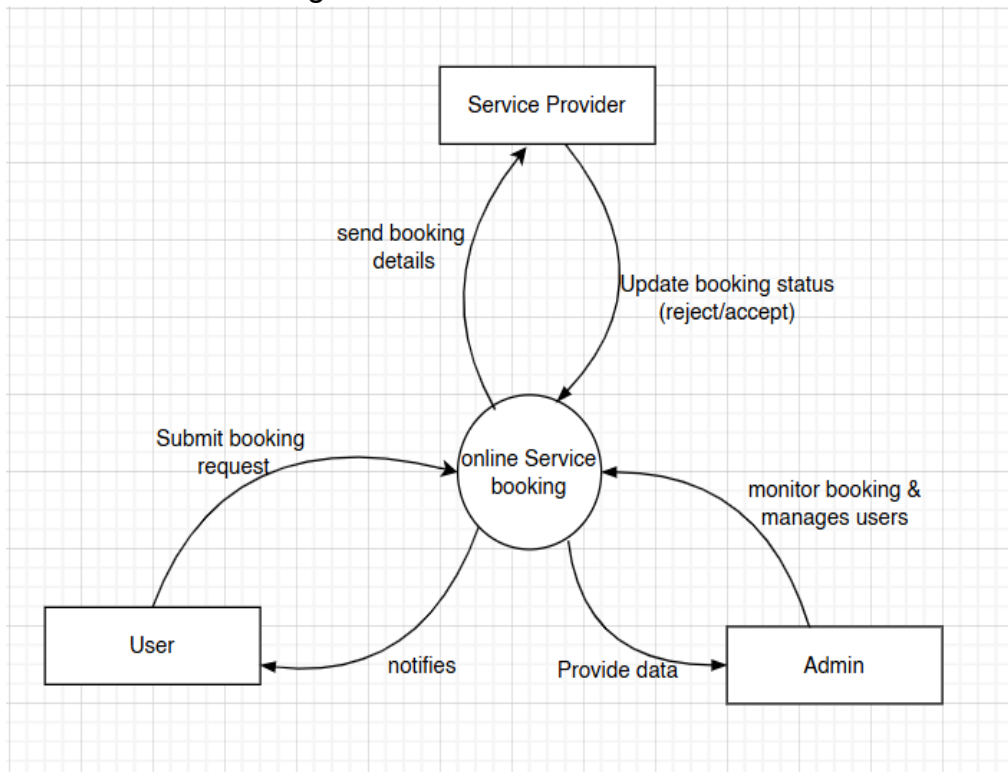 Service Provider
send booking
details
Update booking status
(reject/accept)
Submit booking
request
online Service
booking
monitor booking &
manages users
User
notifies
Provide data
Admin